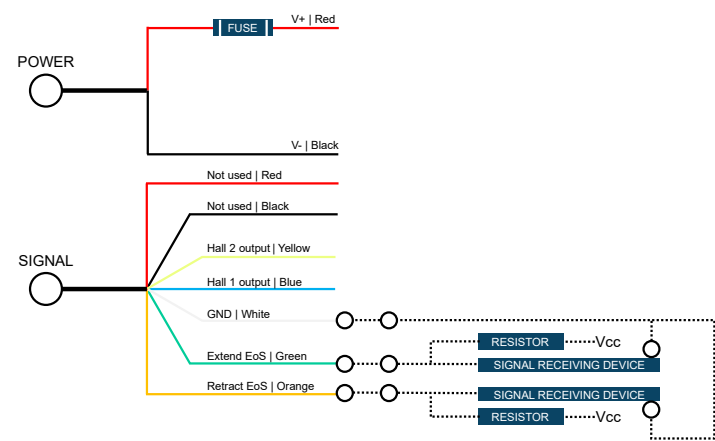 V+ | Red
FUSE
POWER
V- | Black
Not used | Red
Not used | Black
Hall 2 output | Yellow
SIGNAL
Hall 1 output | Blue
GND | White
RESISTOR
Vcc
Extend EoS | Green
SIGNAL RECEIVING DEVICE
Retract EoS | Orange
SIGNAL RECEIVING DEVICE
RESISTOR
Vcc